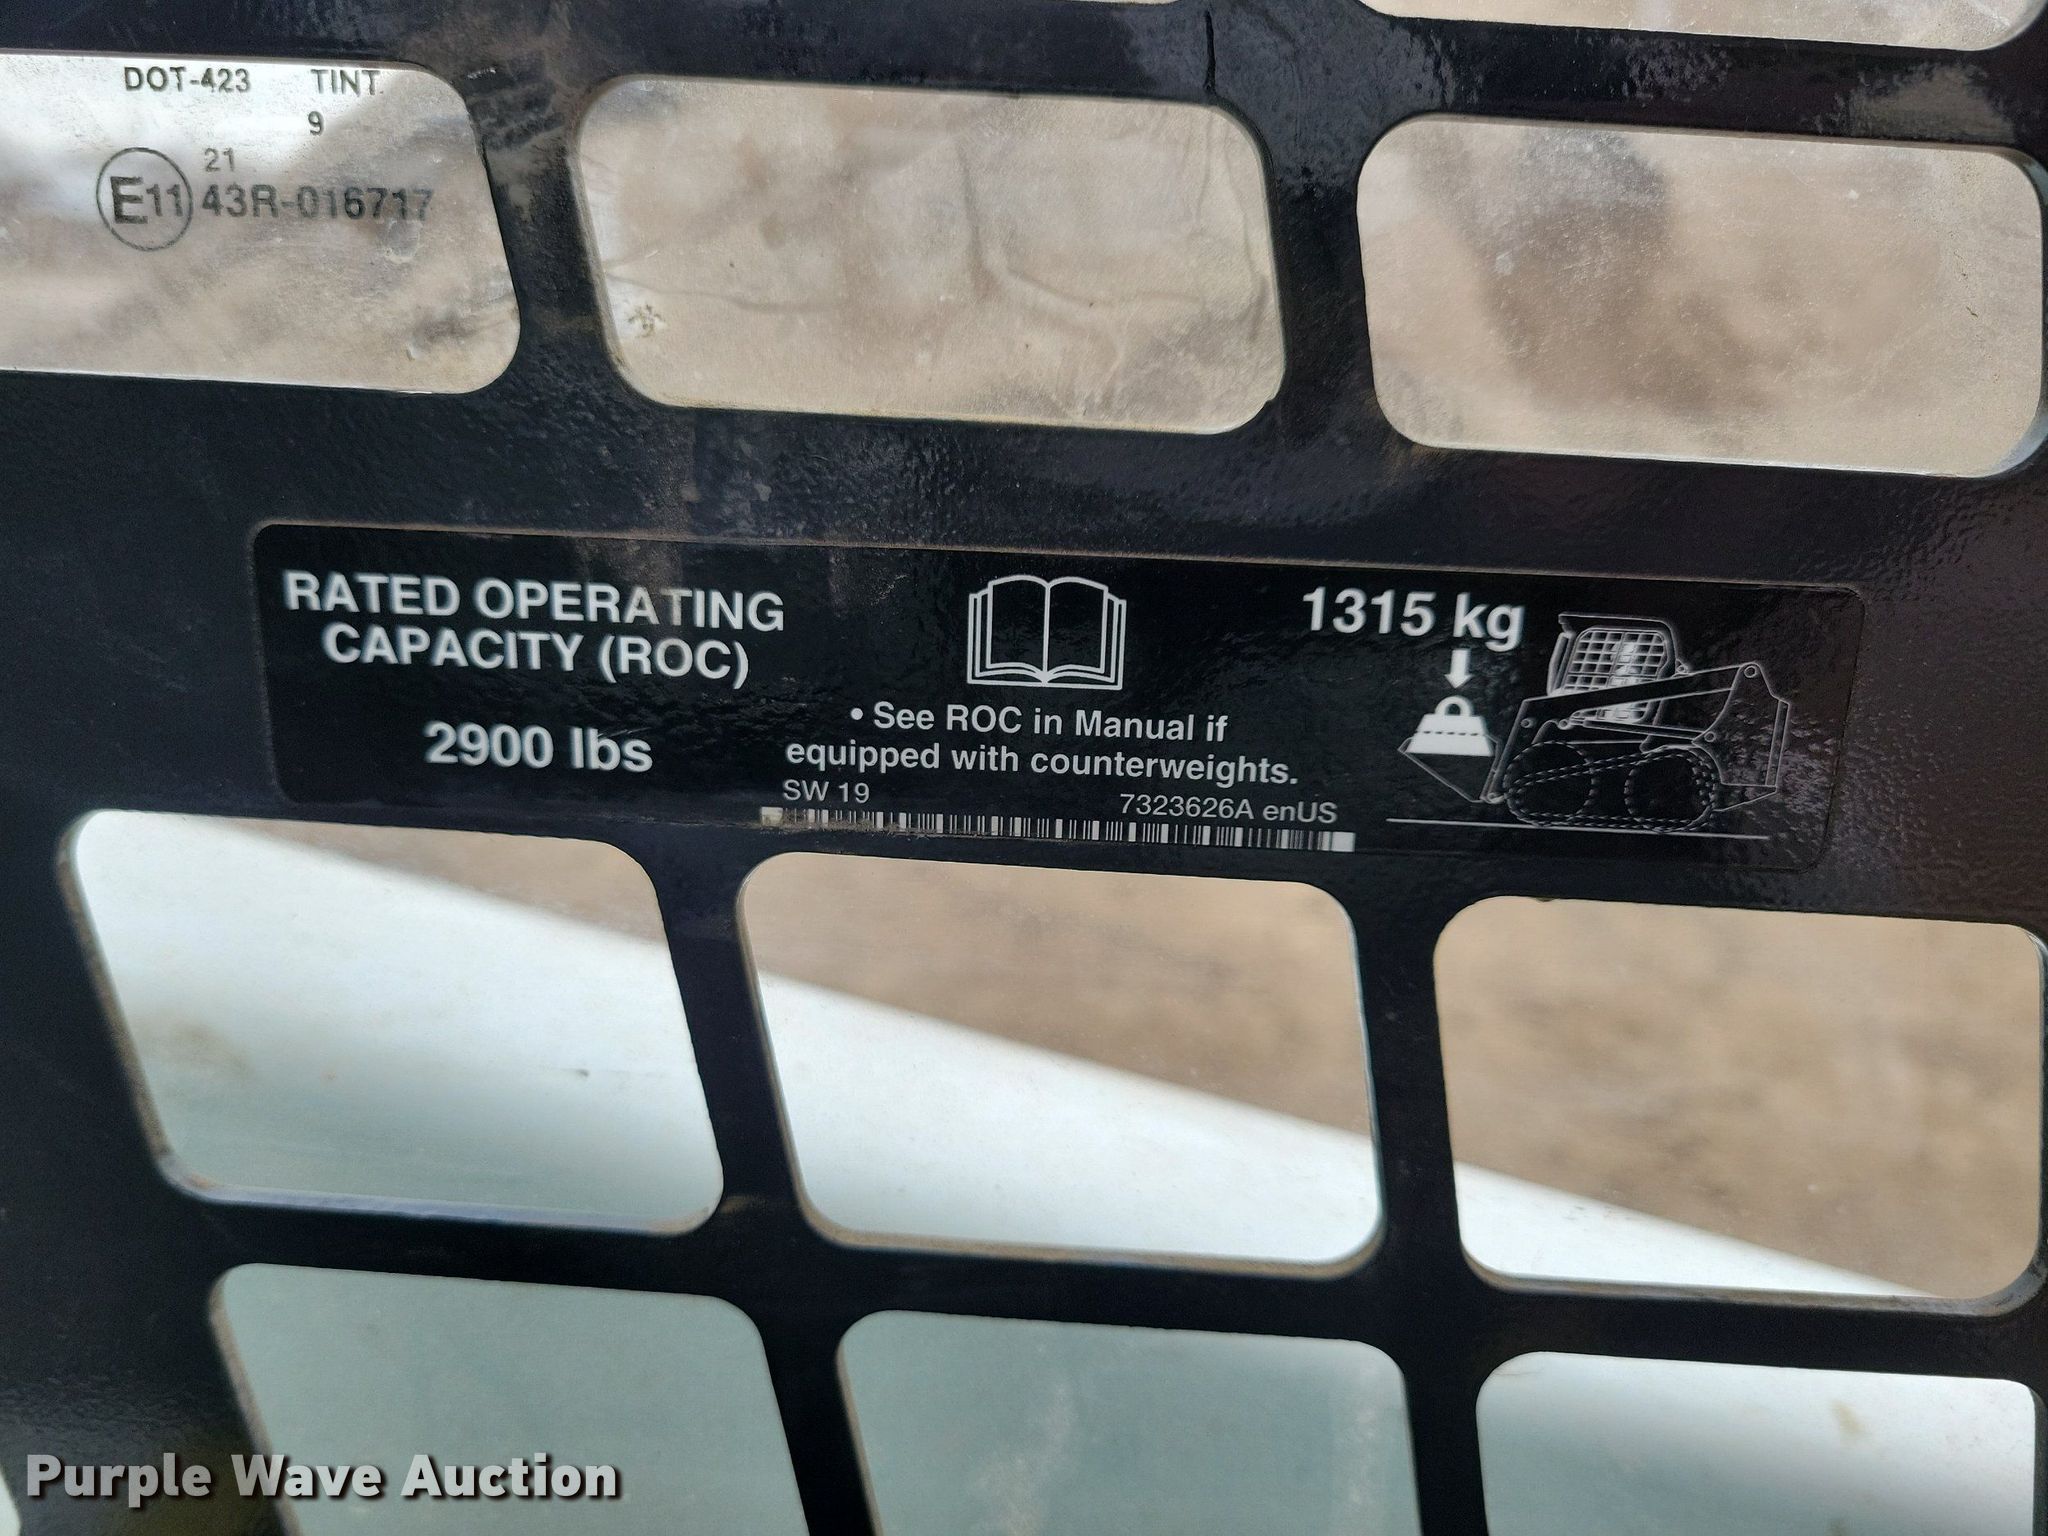 DOT-423 TINT
9
21
E11 43R-016717
RATED OPERATING
CAPACITY (ROC)
2900 lbs
• See ROC in Manual if
equipped with counterweights.
SW 19 7323626A enUS
1315 kg
Purple Wave Auction